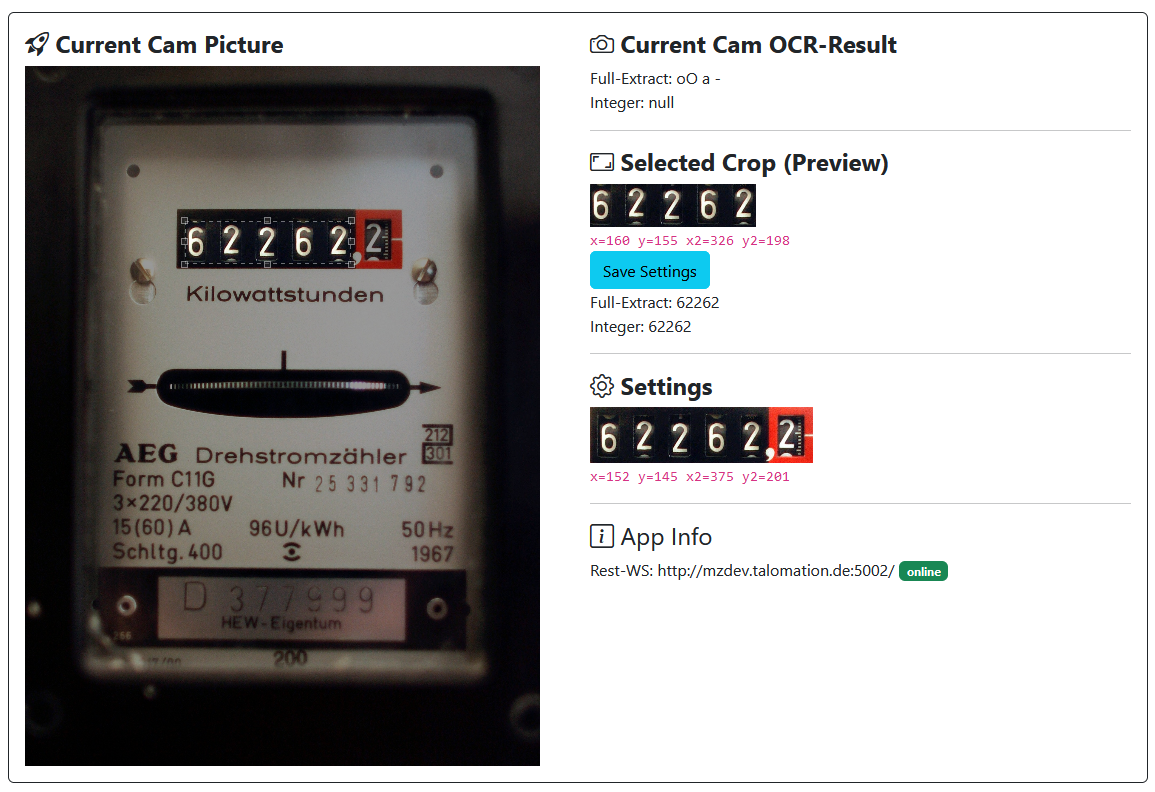 Current Cam Picture
62262,2
Kilowattstunden
AEG Drehstromzähler
212
301
Form C11G Nr 25 331 792
3×220/380V
15(60)A 96U/kWh 50Hz
Schltg. 400 1967
D 377999
HEW-Eigentum
266
200
Current Cam OCR-Result
Full-Extract: oO a -
Integer: null
Selected Crop (Preview)
62262
x=160 y=155 x2=326 y2=198
Save Settings
Full-Extract: 62262
Integer: 62262
Settings
62262,2
x=152 y=145 x2=375 y2=201
App Info
Rest-WS: http://mzdev.talomation.de:5002/ online